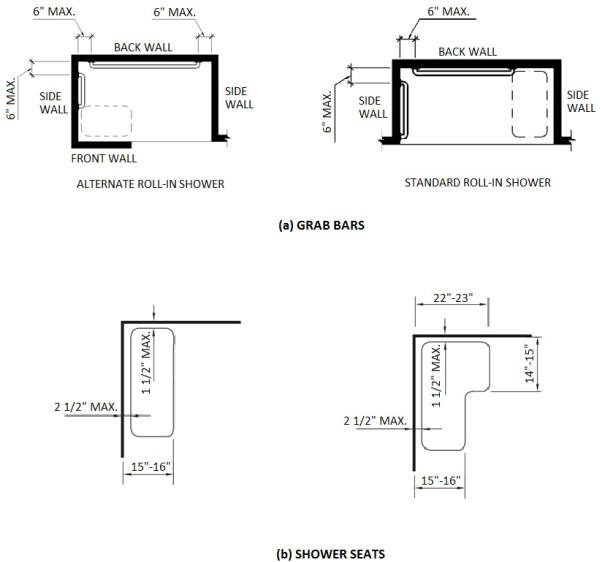 6" MAX.
6" MAX.
BACK WALL
6" MAX.
SIDE
WALL
SIDE
WALL
FRONT WALL
ALTERNATE ROLL-IN SHOWER
6" MAX.
BACK WALL
6" MAX.
SIDE
WALL
SIDE
WALL
STANDARD ROLL-IN SHOWER
(a) GRAB BARS
1 1/2" MAX.
2 1/2" MAX.
15"-16"
22"-23"
14"-15"
1 1/2" MAX.
2 1/2" MAX.
15"-16"
(b) SHOWER SEATS